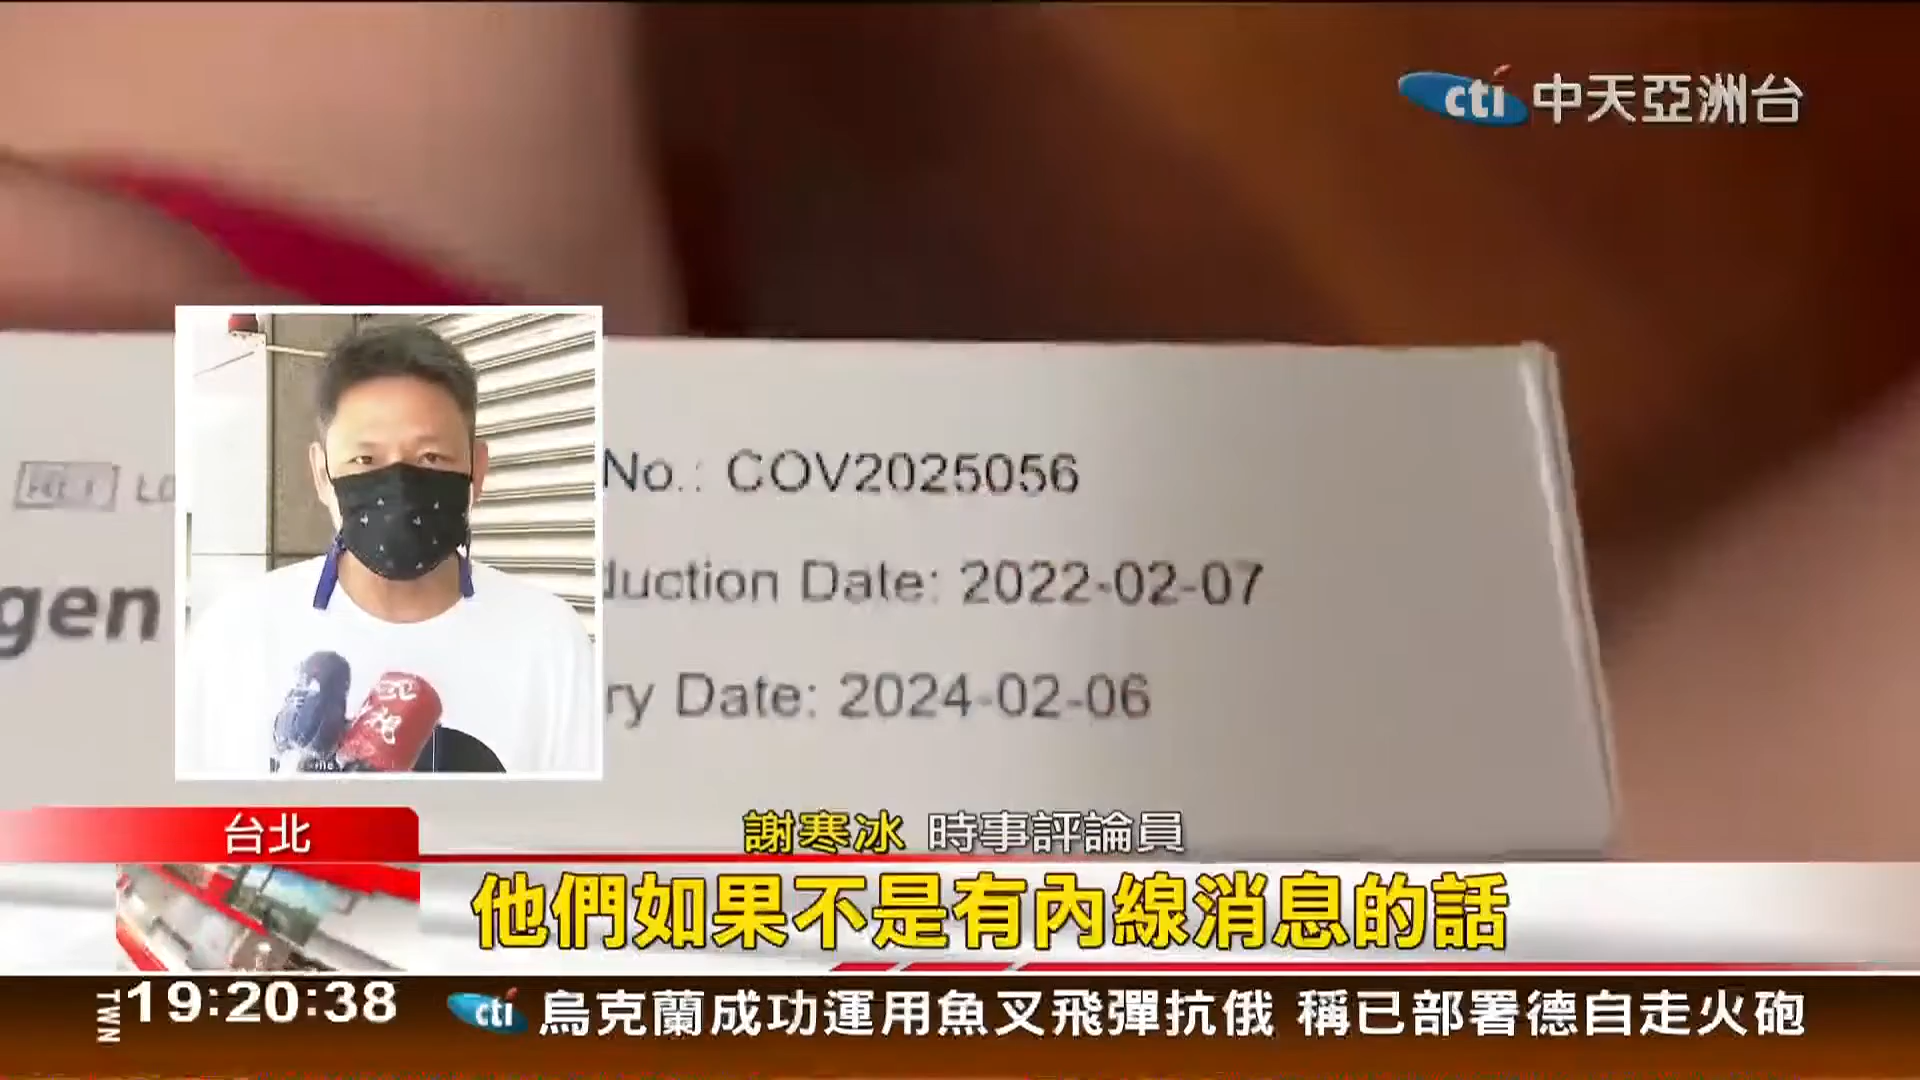 cti 中天亞洲台
No.: COV2025056
gen
duction Date: 2022-02-07
ry Date: 2024-02-06
台視
台北
謝寒冰 時事評論員
他們如果不是有內線消息的話
TWN 19:20:38
cti 烏克蘭成功運用魚叉飛彈抗俄 稱已部署德自走火砲